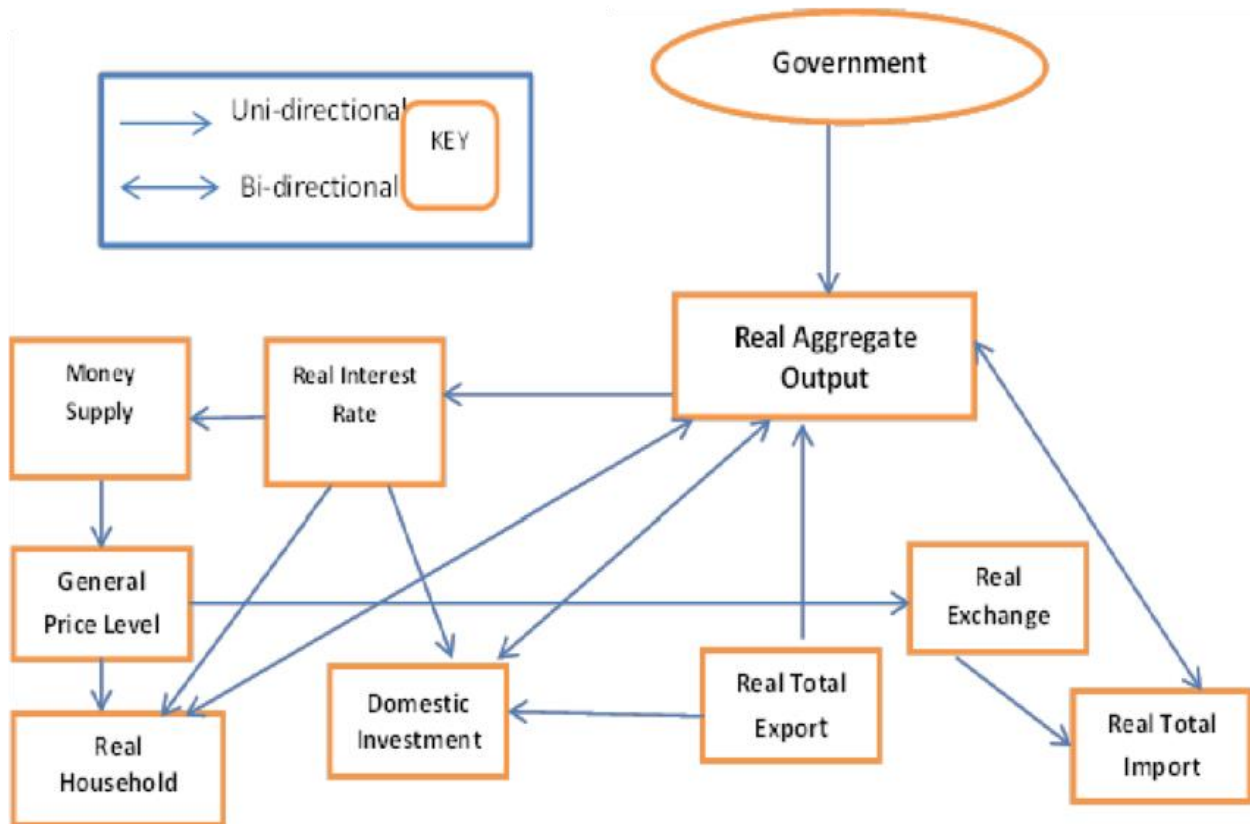 Government
Uni-directional
KEY
Bi-directional
Real Aggregate
Output
Money
Supply
Real Interest
Rate
General
Price Level
Real
Exchange
Real
Household
Domestic
Investment
Real Total
Export
Real Total
Import